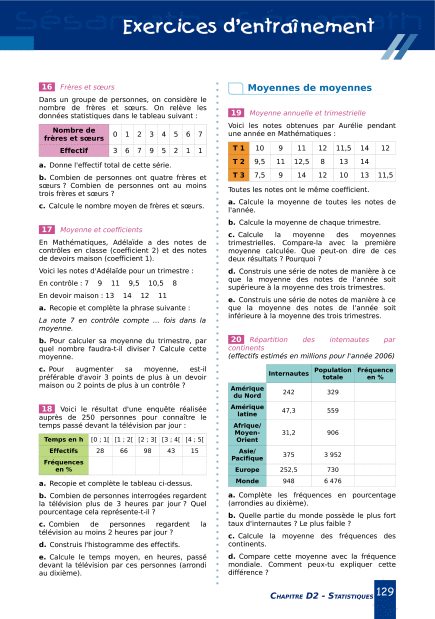 Exercices d'entraînement
16 Frères et sœurs
Dans un groupe de personnes, on considère le
nombre de frères et sœurs. On relève les
données statistiques dans le tableau suivant :
Nombre de frères et sœurs 0 1 2 3 4 5 6 7
Effectif 3 6 7 9 5 2 1 1
a. Donne l'effectif total de cette série.
b. Combien de personnes ont quatre frères et
sœurs ? Combien de personnes ont au moins
trois frères et sœurs ?
c. Calcule le nombre moyen de frères et sœurs.
17 Moyenne et coefficients
En Mathématiques, Adélaïde a des notes de
contrôles en classe (coefficient 2) et des notes
de devoirs maison (coefficient 1).
Voici les notes d'Adélaïde pour un trimestre :
En contrôle : 7 9 11 9,5 10,5 8
En devoir maison : 13 14 12 11
a. Recopie et complète la phrase suivante :
La note 7 en contrôle compte ... fois dans la
moyenne.
b. Pour calculer sa moyenne du trimestre, par
quel nombre faudra-t-il diviser ? Calcule cette
moyenne.
c. Pour augmenter sa moyenne, est-il
préférable d'avoir 3 points de plus à un devoir
maison ou 2 points de plus à un contrôle ?
18 Voici le résultat d'une enquête réalisée
auprès de 250 personnes pour connaître le
temps passé devant la télévision par jour :
Temps en h [0 ; 1[ [1 ; 2[ [2 ; 3[ [3 ; 4[ [4 ; 5[
Effectifs 28 66 98 43 15
Fréquences
en %
a. Recopie et complète le tableau ci-dessus.
b. Combien de personnes interrogées regardent
la télévision plus de 3 heures par jour ? Quel
pourcentage cela représente-t-il ?
c. Combien de personnes regardent la
télévision au moins 2 heures par jour ?
d. Construis l'histogramme des effectifs.
e. Calcule le temps moyen, en heures, passé
devant la télévision par ces personnes (arrondi
au dixième).
Moyennes de moyennes
19 Moyenne annuelle et trimestrielle
Voici les notes obtenues par Aurélie pendant
une année en Mathématiques :
T 1 10 9 11 12 11,5 14 12
T 2 9,5 11 12,5 8 13 14
T 3 7,5 9 14 12 10 13 11,5
Toutes les notes ont le même coefficient.
a. Calcule la moyenne de toutes les notes de
l'année.
b. Calcule la moyenne de chaque trimestre.
c. Calcule la moyenne des moyennes
trimestrielles. Compare-la avec la première
moyenne calculée. Que peut-on dire de ces
deux résultats ? Pourquoi ?
d. Construis une série de notes de manière à ce
que la moyenne des notes de l'année soit
supérieure à la moyenne des trois trimestres.
e. Construis une série de notes de manière à ce
que la moyenne des notes de l'année soit
inférieure à la moyenne des trois trimestres.
20 Répartition des internautes par
continents
(effectifs estimés en millions pour l'année 2006)
Internautes Population totale Fréquence en %
Amérique du Nord 242 329
Amérique latine 47,3 559
Afrique/ Moyen-Orient 31,2 906
Asie/ Pacifique 375 3 952
Europe 252,5 730
Monde 948 6 476
a. Complète les fréquences en pourcentage
(arrondies au dixième).
b. Quelle partie du monde possède le plus fort
taux d'internautes ? Le plus faible ?
c. Calcule la moyenne des fréquences des
continents.
d. Compare cette moyenne avec la fréquence
mondiale. Comment peux-tu expliquer cette
différence ?
CHAPITRE D2 - STATISTIQUES 129